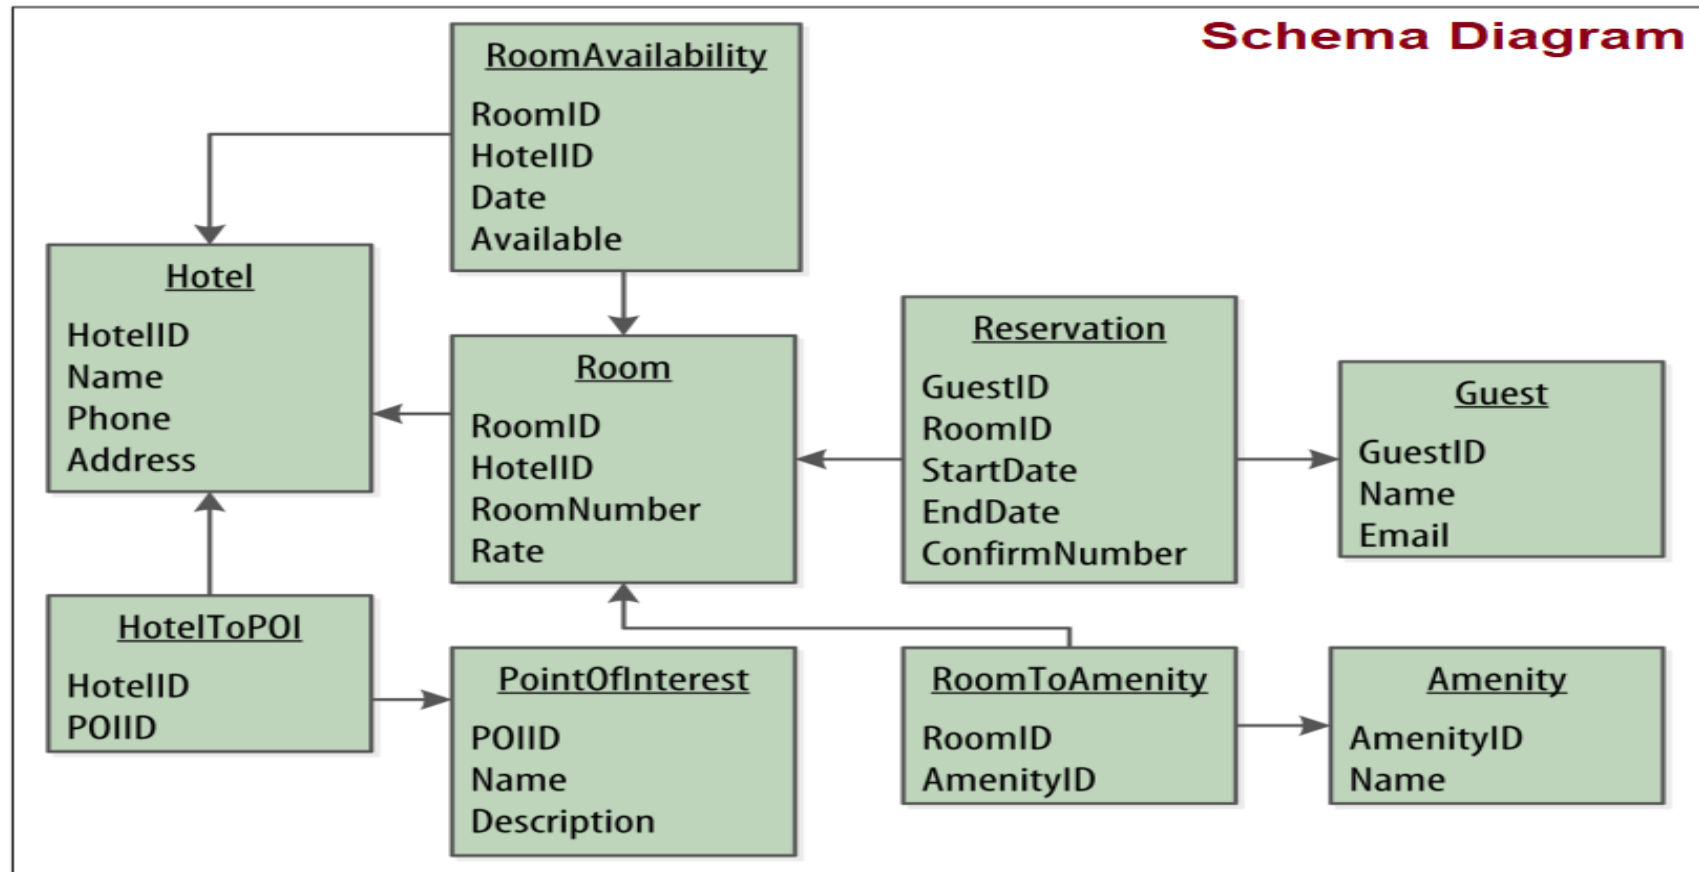 Schema Diagram
RoomAvailability
RoomID
HotelID
Date
Available
Hotel
HotelID
Name
Phone
Address
Room
RoomID
HotelID
RoomNumber
Rate
Reservation
GuestID
RoomID
StartDate
EndDate
ConfirmNumber
Guest
GuestID
Name
Email
HotelToPOI
HotelID
POIID
PointOfInterest
POIID
Name
Description
RoomToAmenity
RoomID
AmenityID
Amenity
AmenityID
Name